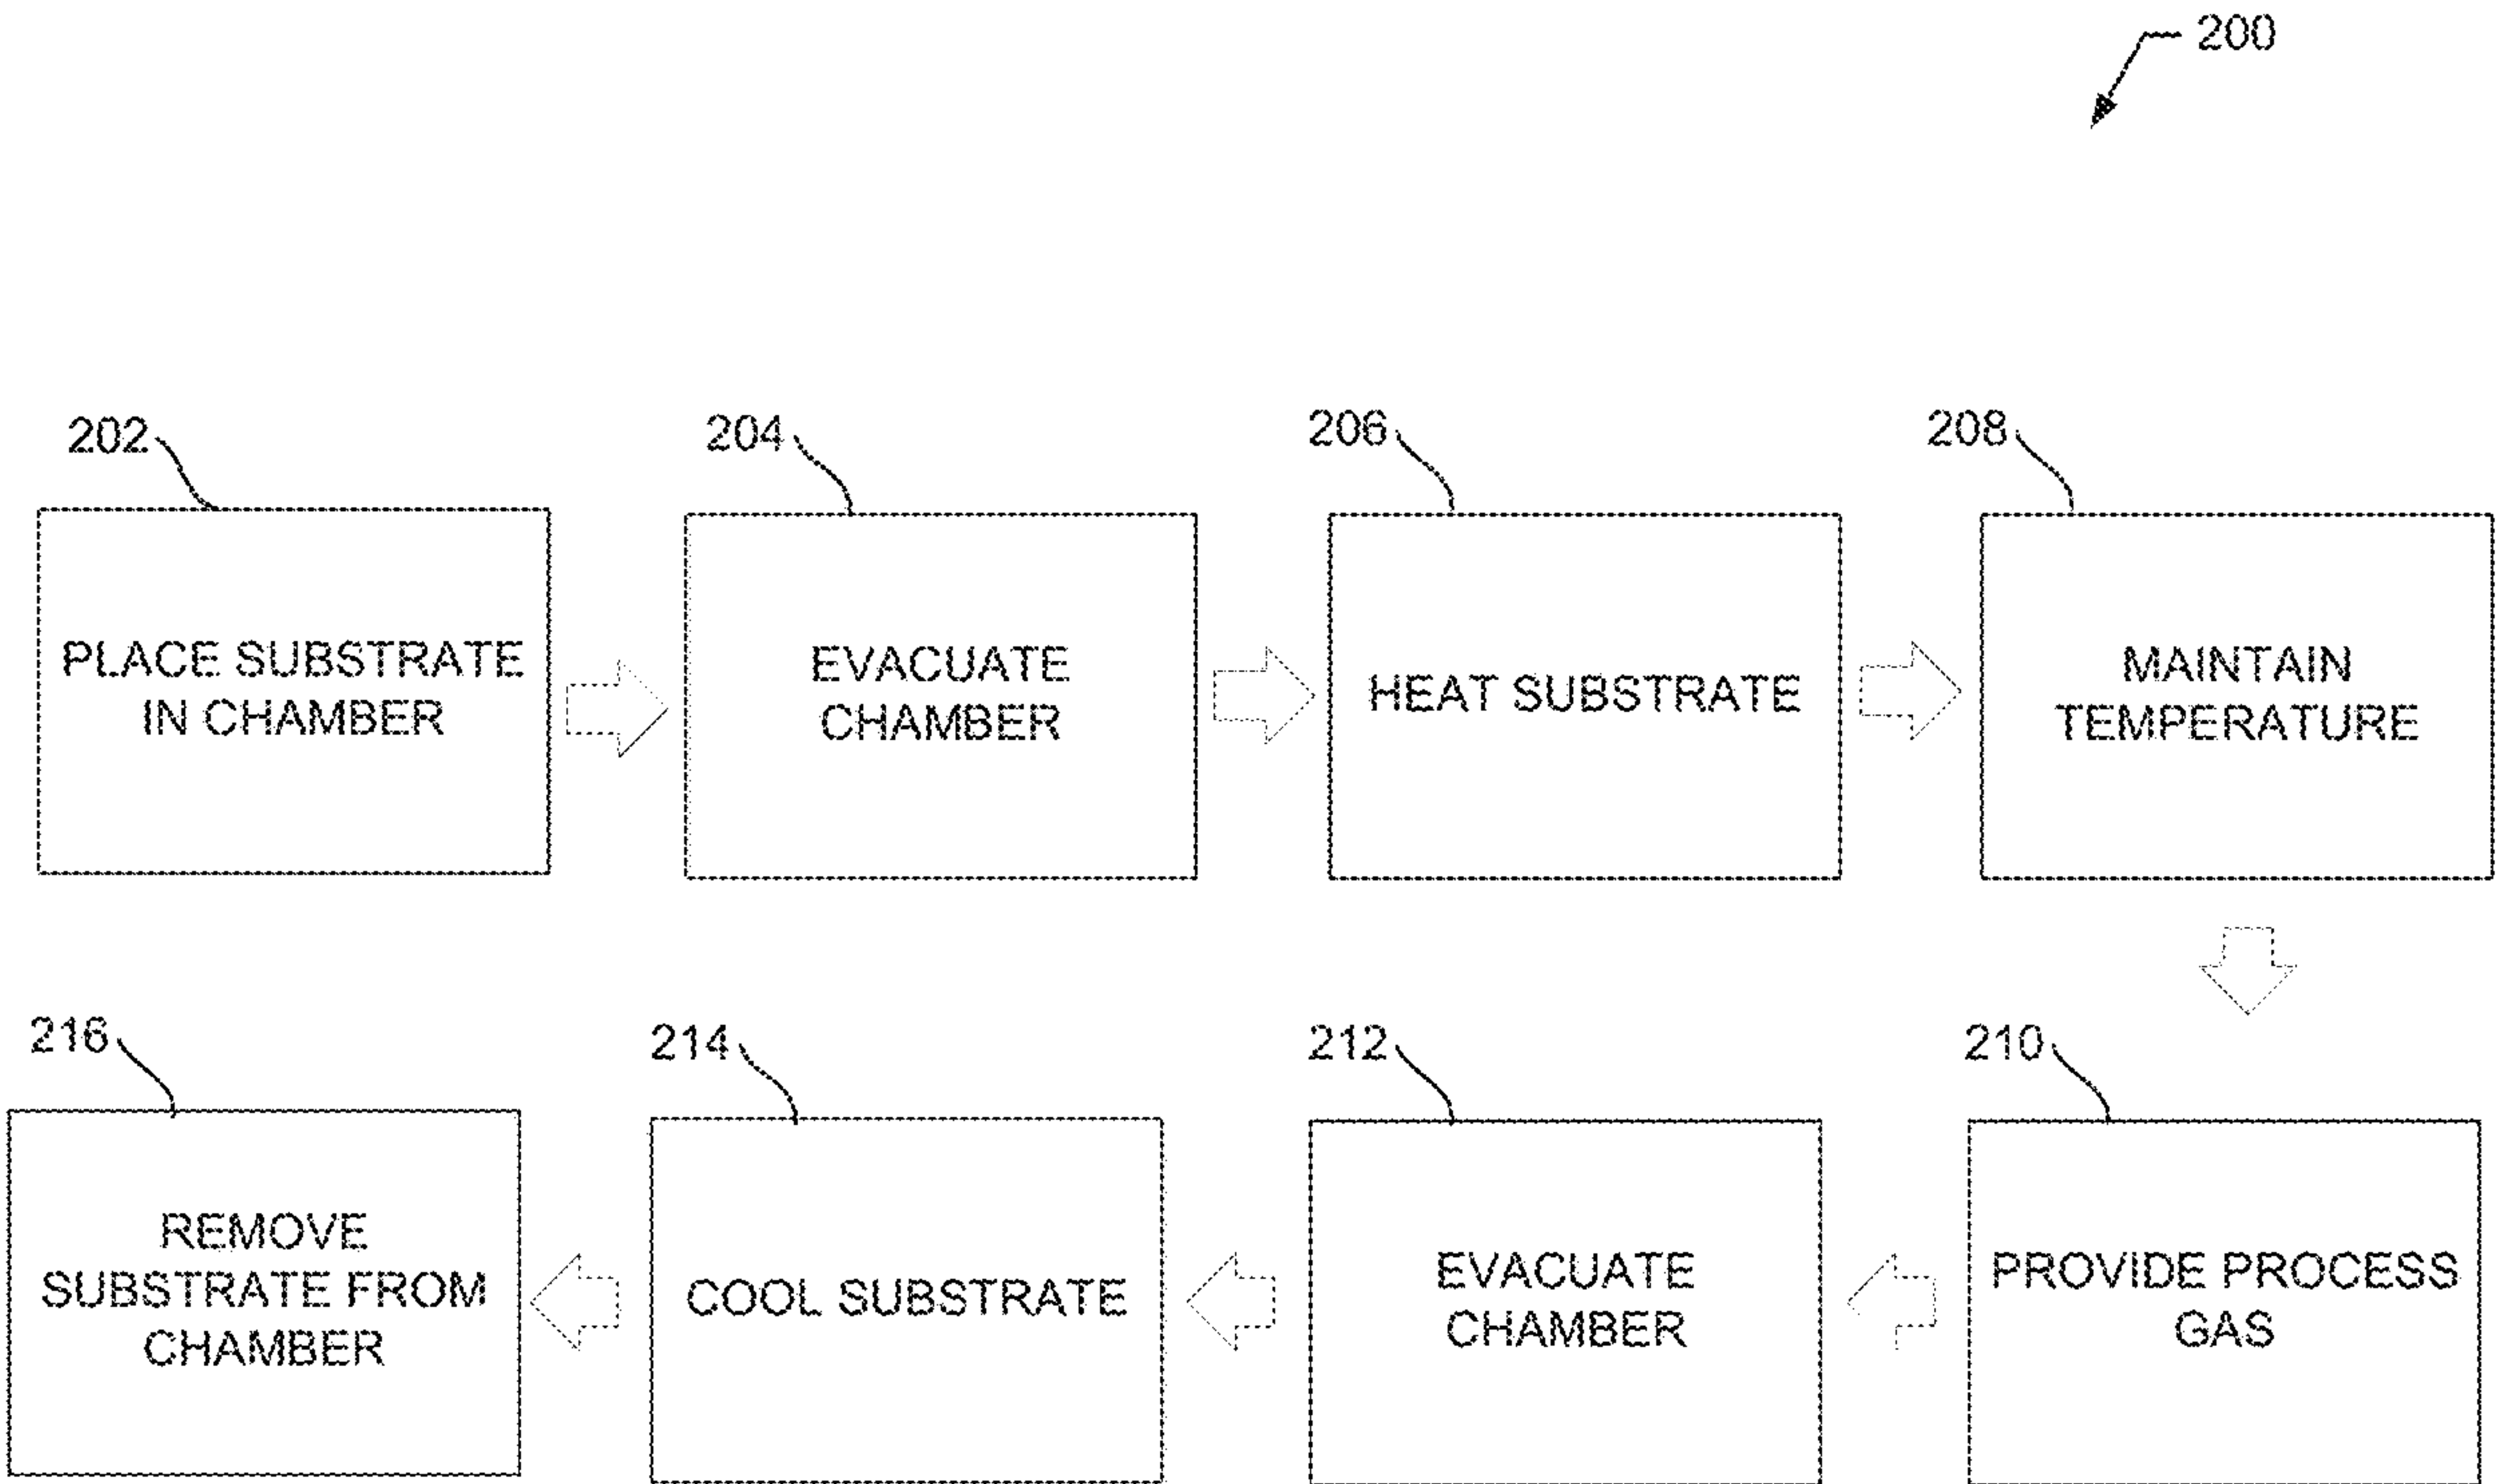 200
202
204
206
208
PLACE SUBSTRATE
IN CHAMBER
EVACUATE
CHAMBER
HEAT SUBSTRATE
MAINTAIN
TEMPERATURE
210
212
214
216
PROVIDE PROCESS
GAS
EVACUATE
CHAMBER
COOL SUBSTRATE
REMOVE
SUBSTRATE FROM
CHAMBER